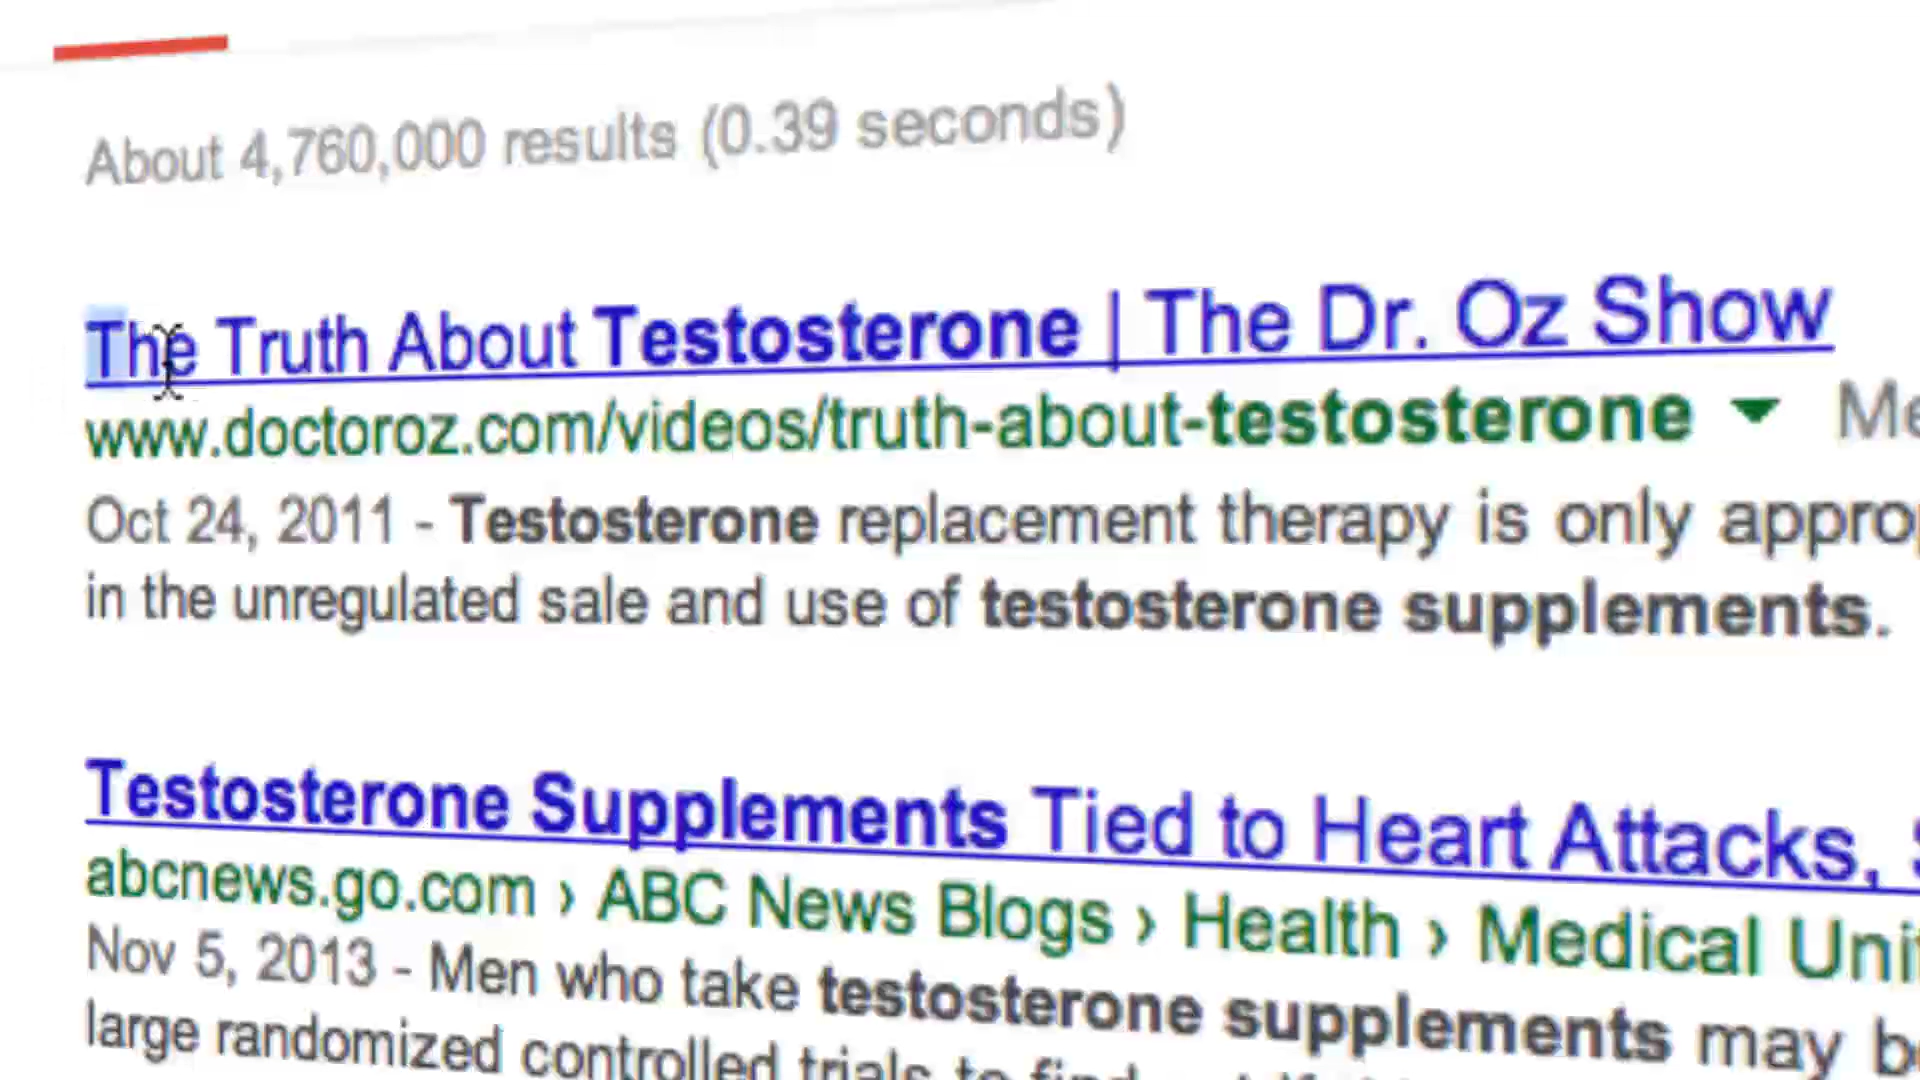 About 4,760,000 results (0.39 seconds)
The Truth About Testosterone | The Dr. Oz Show
www.doctoroz.com/videos/truth-about-testosterone
Oct 24, 2011 - Testosterone replacement therapy is only
in the unregulated sale and use of testosterone supplements.
Testosterone Supplements Tied to Heart Attacks,
abcnews.go.com › ABC News Blogs › Health › Medical
Nov 5, 2013 - Men who take testosterone supplements may
large randomized controlled trials to find